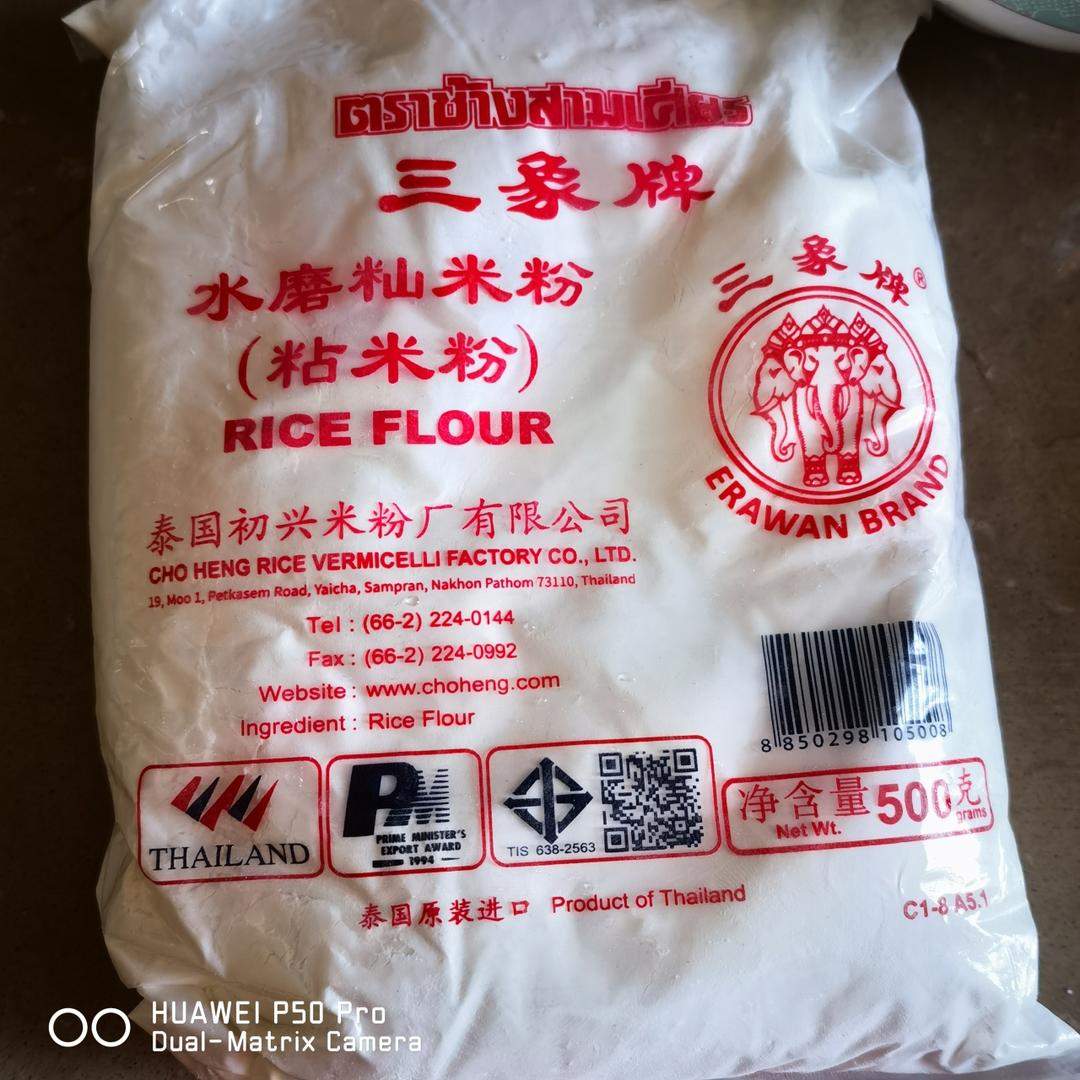 ตราช้างสามเศียร
三象牌
水磨籼米粉
(粘米粉)
RICE FLOUR
三象牌®
ERAWAN BRAND
泰国初兴米粉厂有限公司
CHO HENG RICE VERMICELLI FACTORY CO., LTD.
19, Moo 1, Petkasem Road, Yaicha, Sampran, Nakhon Pathom 73110, Thailand
Tel : (66-2) 224-0144
Fax : (66-2) 224-0992
Website : www.choheng.com
Ingredient : Rice Flour
8 850298 105008
THAILAND
PM
PRIME MINISTER'S
EXPORT AWARD
1994
TIS 638-2563
净含量 500克
Net Wt. grams
泰国原装进口 Product of Thailand
C1-8 A5.1
HUAWEI P50 Pro
Dual-Matrix Camera